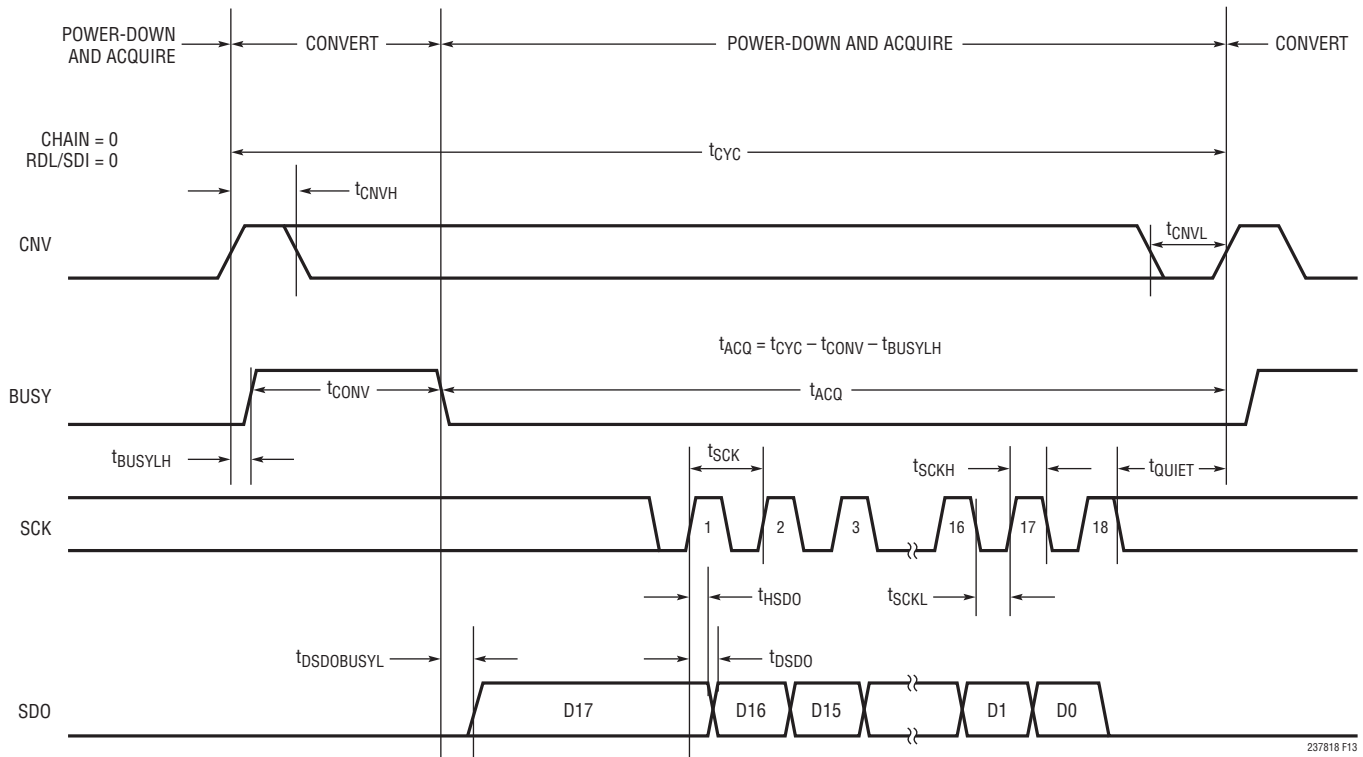 POWER-DOWN
AND ACQUIRE
CONVERT
POWER-DOWN AND ACQUIRE
CONVERT
CHAIN = 0
RDL/SDI = 0
tCYC
tCNVH
CNV
tCNVL
tACQ = tCYC – tCONV – tBUSYLH
BUSY
tCONV
tACQ
tBUSYLH
tSCK
tSCKH
tQUIET
SCK
1
2
3
16
17
18
tHSDO
tSCKL
tDSDOBUSYL
tDSDO
SDO
D17
D16
D15
D1
D0
237818 F13